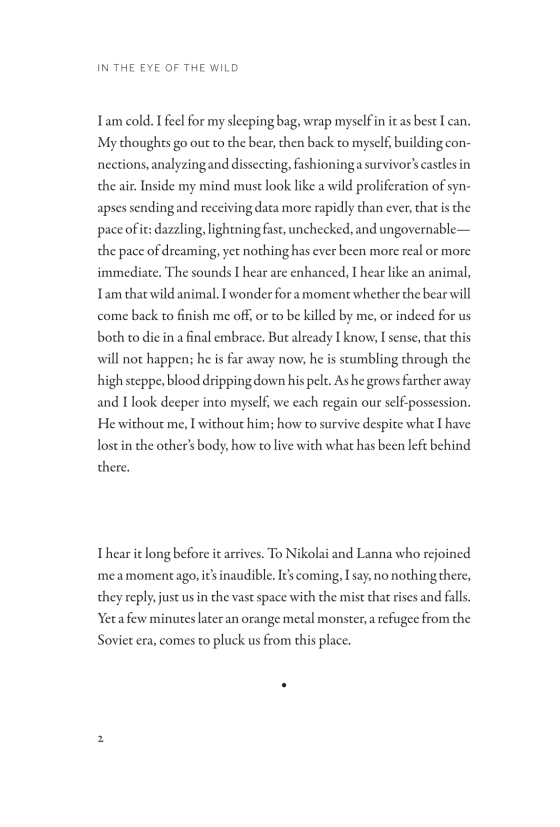 IN THE EYE OF THE WILD
I am cold. I feel for my sleeping bag, wrap myself in it as best I can.
My thoughts go out to the bear, then back to myself, building con-
nections, analyzing and dissecting, fashioning a survivor’s castles in
the air. Inside my mind must look like a wild proliferation of syn-
apses sending and receiving data more rapidly than ever, that is the
pace of it: dazzling, lightning fast, unchecked, and ungovernable—
the pace of dreaming, yet nothing has ever been more real or more
immediate. The sounds I hear are enhanced, I hear like an animal,
I am that wild animal. I wonder for a moment whether the bear will
come back to finish me off, or to be killed by me, or indeed for us
both to die in a final embrace. But already I know, I sense, that this
will not happen; he is far away now, he is stumbling through the
high steppe, blood dripping down his pelt. As he grows farther away
and I look deeper into myself, we each regain our self-possession.
He without me, I without him; how to survive despite what I have
lost in the other’s body, how to live with what has been left behind
there.
I hear it long before it arrives. To Nikolai and Lanna who rejoined
me a moment ago, it’s inaudible. It’s coming, I say, no nothing there,
they reply, just us in the vast space with the mist that rises and falls.
Yet a few minutes later an orange metal monster, a refugee from the
Soviet era, comes to pluck us from this place.
•
2